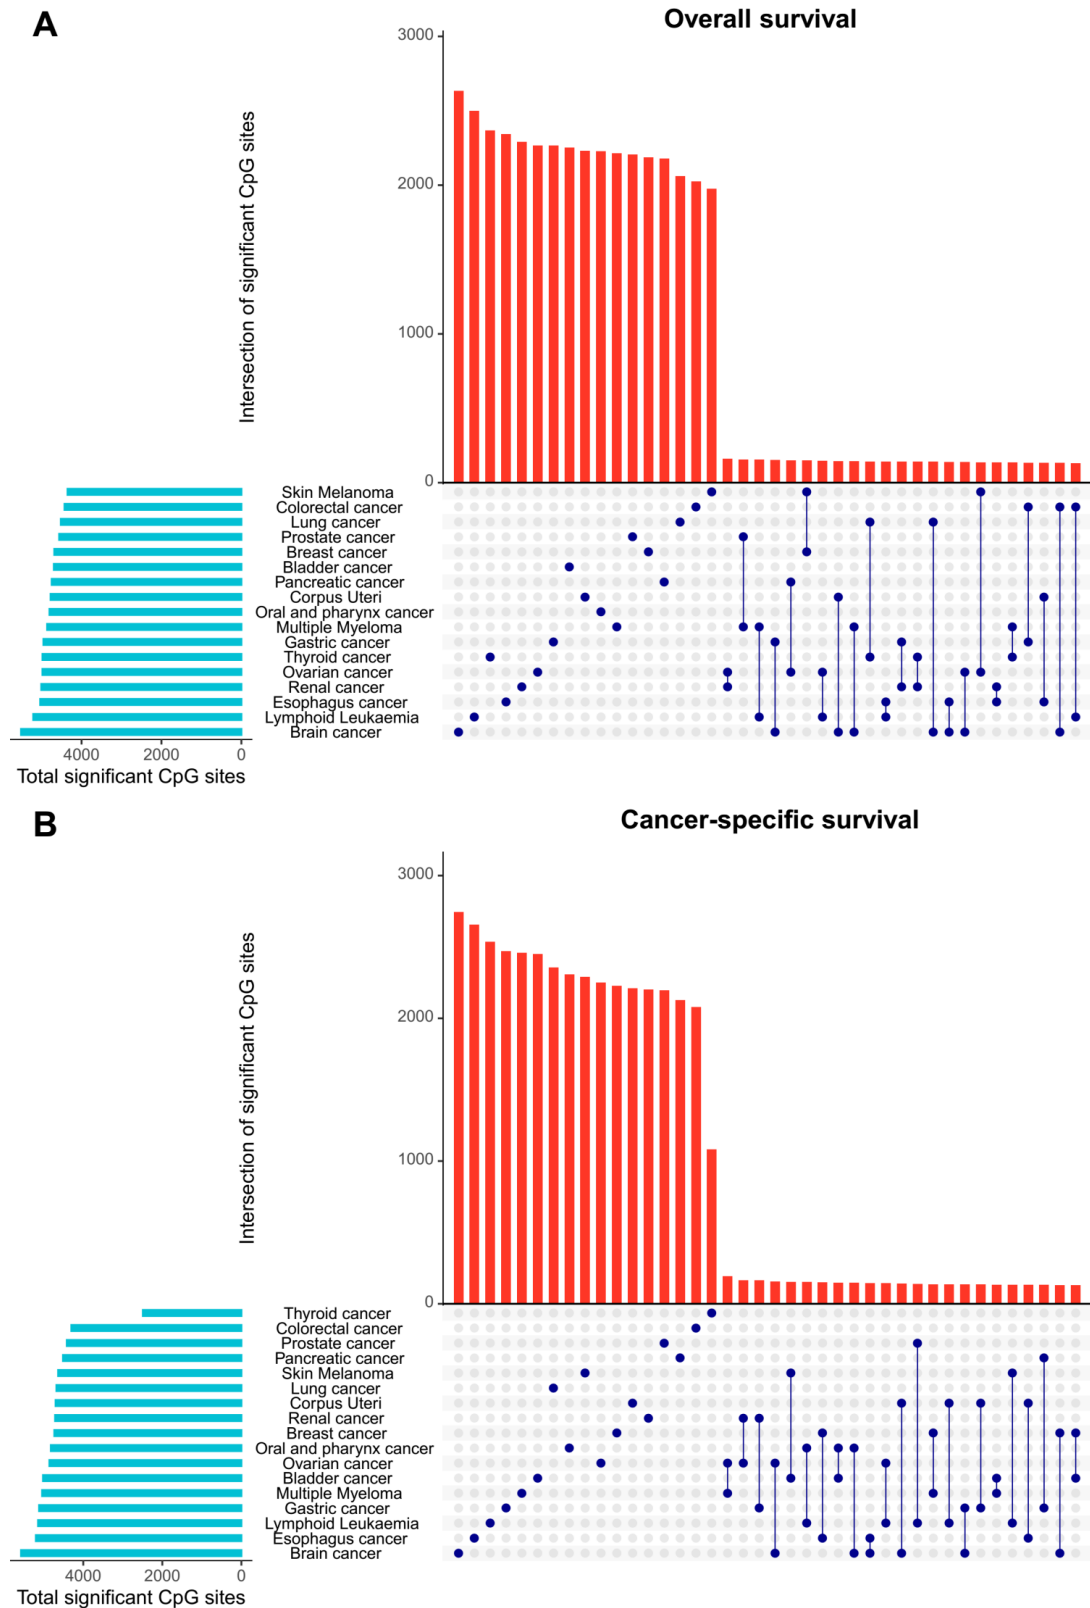 A
Overall survival
3000
2000
1000
0
Intersection of significant CpG sites
Skin Melanoma
Colorectal cancer
Lung cancer
Prostate cancer
Breast cancer
Bladder cancer
Pancreatic cancer
Corpus Uteri
Oral and pharynx cancer
Multiple Myeloma
Gastric cancer
Thyroid cancer
Ovarian cancer
Renal cancer
Esophagus cancer
Lymphoid Leukaemia
Brain cancer
4000 2000 0
Total significant CpG sites
B
Cancer-specific survival
3000
2000
1000
0
Intersection of significant CpG sites
Thyroid cancer
Colorectal cancer
Prostate cancer
Pancreatic cancer
Skin Melanoma
Lung cancer
Corpus Uteri
Renal cancer
Breast cancer
Oral and pharynx cancer
Ovarian cancer
Bladder cancer
Multiple Myeloma
Gastric cancer
Lymphoid Leukaemia
Esophagus cancer
Brain cancer
4000 2000 0
Total significant CpG sites